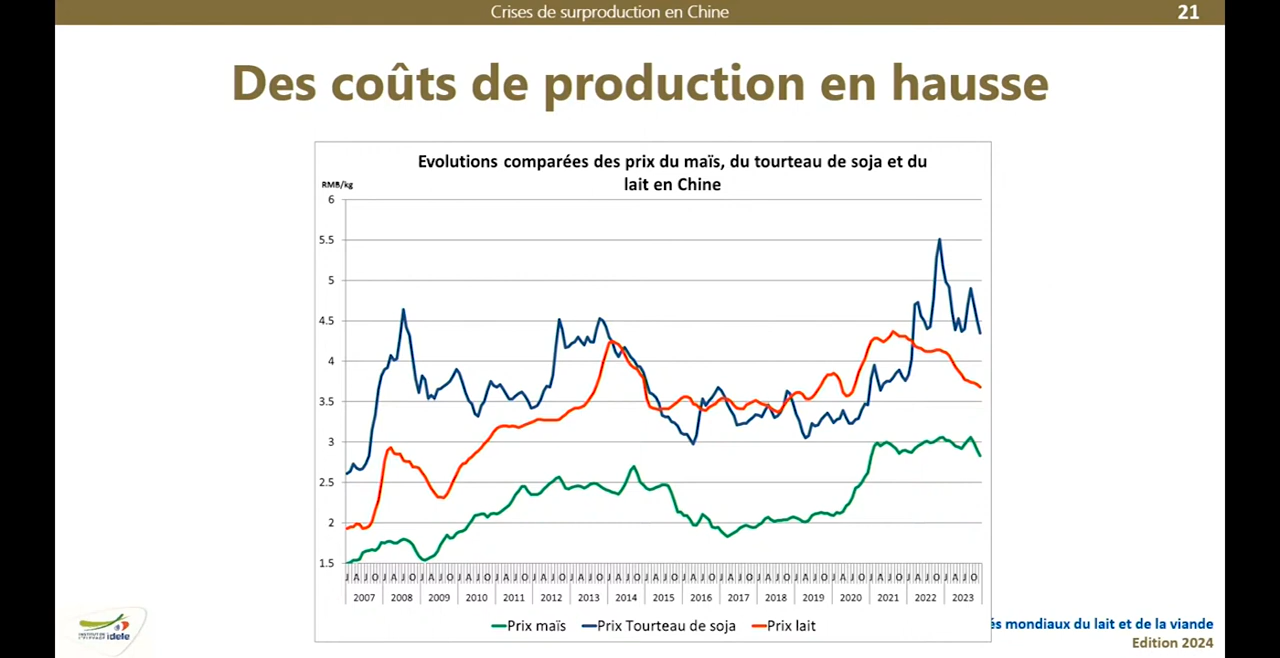 Crises de surproduction en Chine
21
Des coûts de production en hausse
Evolutions comparées des prix du maïs, du tourteau de soja et du
lait en Chine
RMB/kg
6
5.5
5
4.5
4
3.5
3
2.5
2
1.5
J A J O J A J O J A J O J A J O J A J O J A J O J A J O J A J O J A J O J A J O J A J O J A J O J A J O J A J O J A J O J A J O J A J O
2007 2008 2009 2010 2011 2012 2013 2014 2015 2016 2017 2018 2019 2020 2021 2022 2023
Prix maïs Prix Tourteau de soja Prix lait
és mondiaux du lait et de la viande
Edition 2024
INSTITUT DE
L'ELEVAGE idele